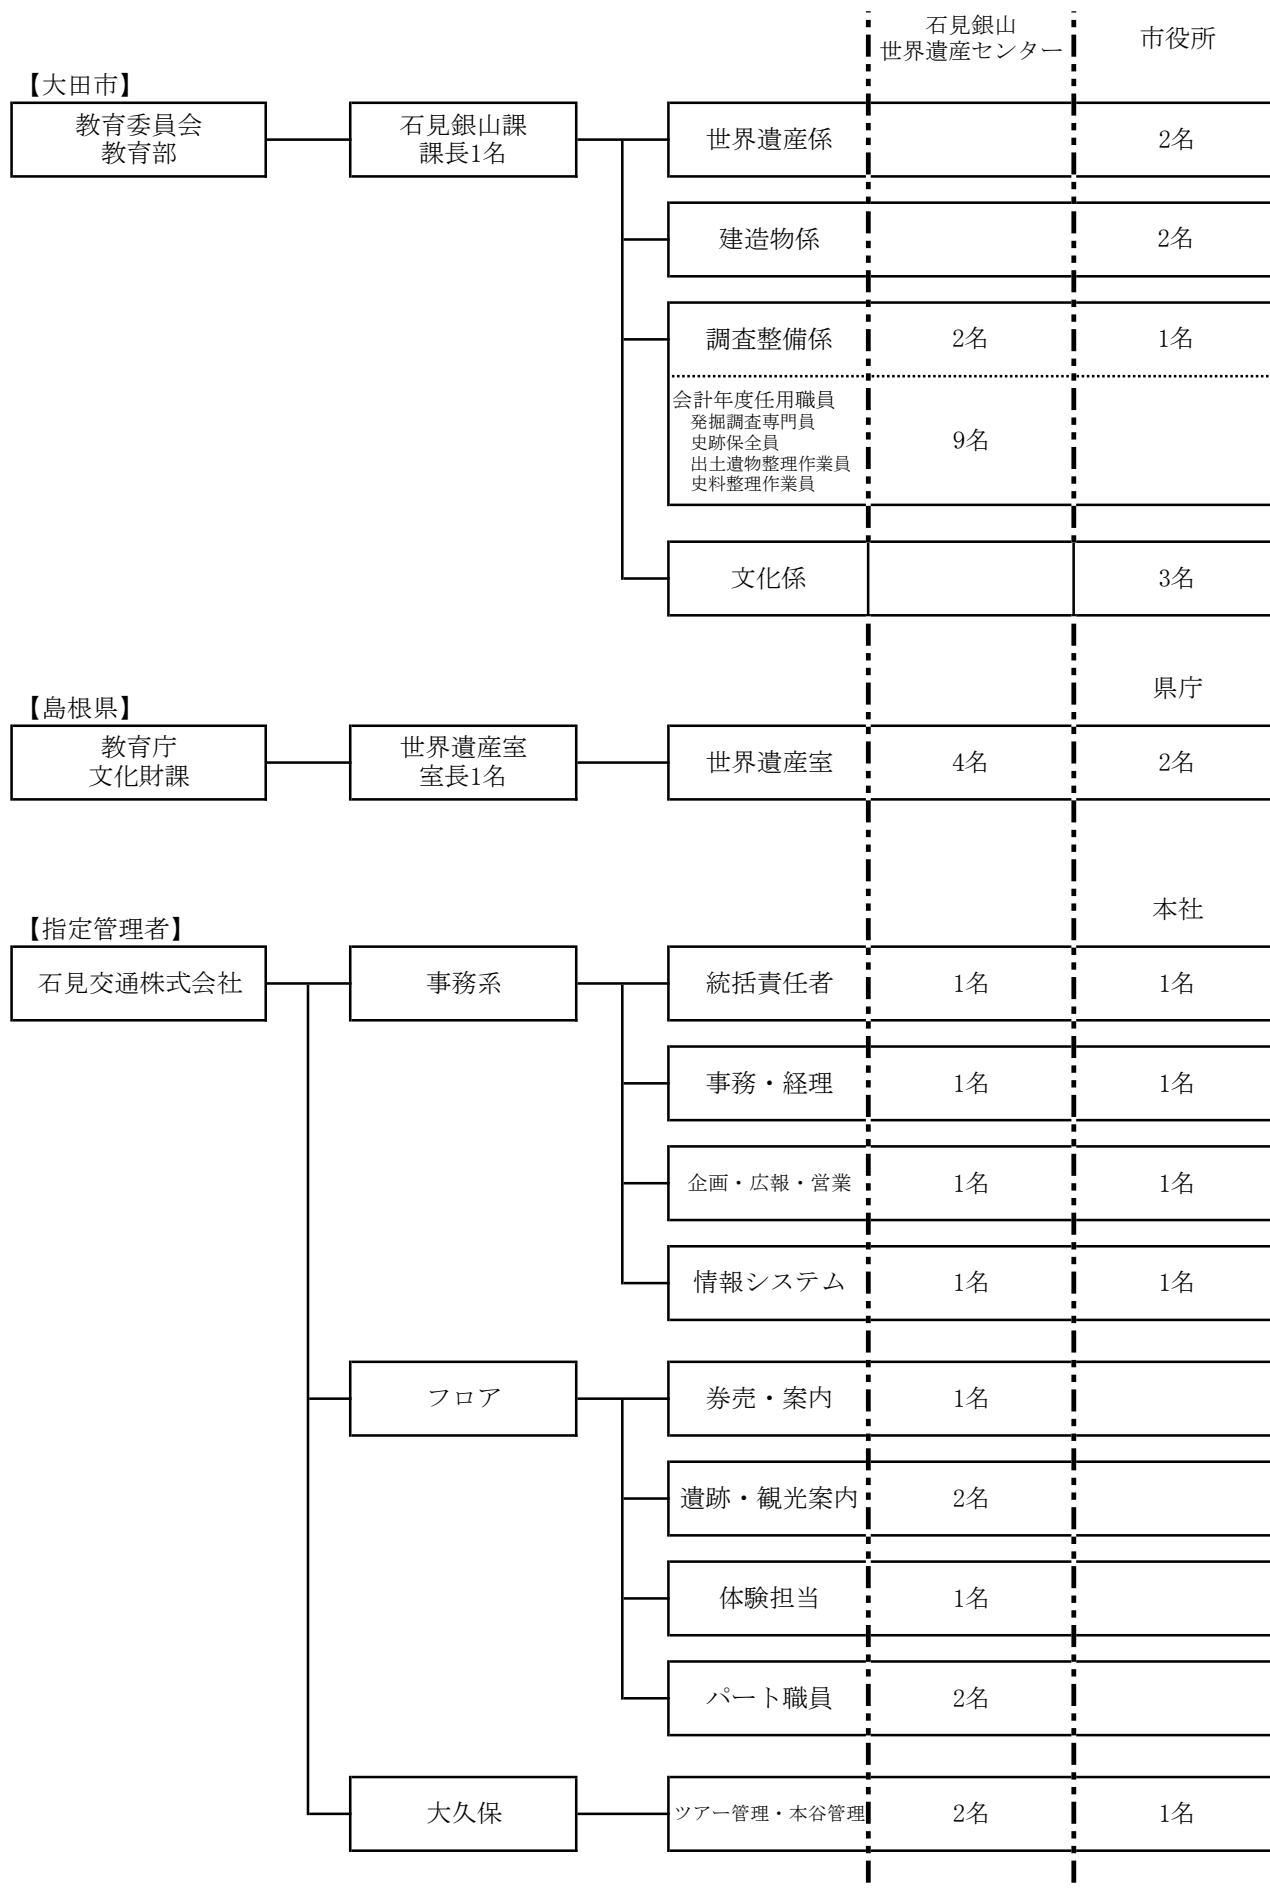 石見銀山
世界遺産センター
市役所
【大田市】
教育委員会
教育部
石見銀山課
課長1名
世界遺産係
2名
建造物係
2名
調査整備係
2名
1名
会計年度任用職員
発掘調査専門員
史跡保全員
出土遺物整理作業員
史料整理作業員
9名
文化係
3名
県庁
【島根県】
教育庁
文化財課
世界遺産室
室長1名
世界遺産室
4名
2名
本社
【指定管理者】
石見交通株式会社
事務系
統括責任者
1名
1名
事務・経理
1名
1名
企画・広報・営業
1名
1名
情報システム
1名
1名
フロア
券売・案内
1名
遺跡・観光案内
2名
体験担当
1名
パート職員
2名
大久保
ツアー管理・本谷管理
2名
1名